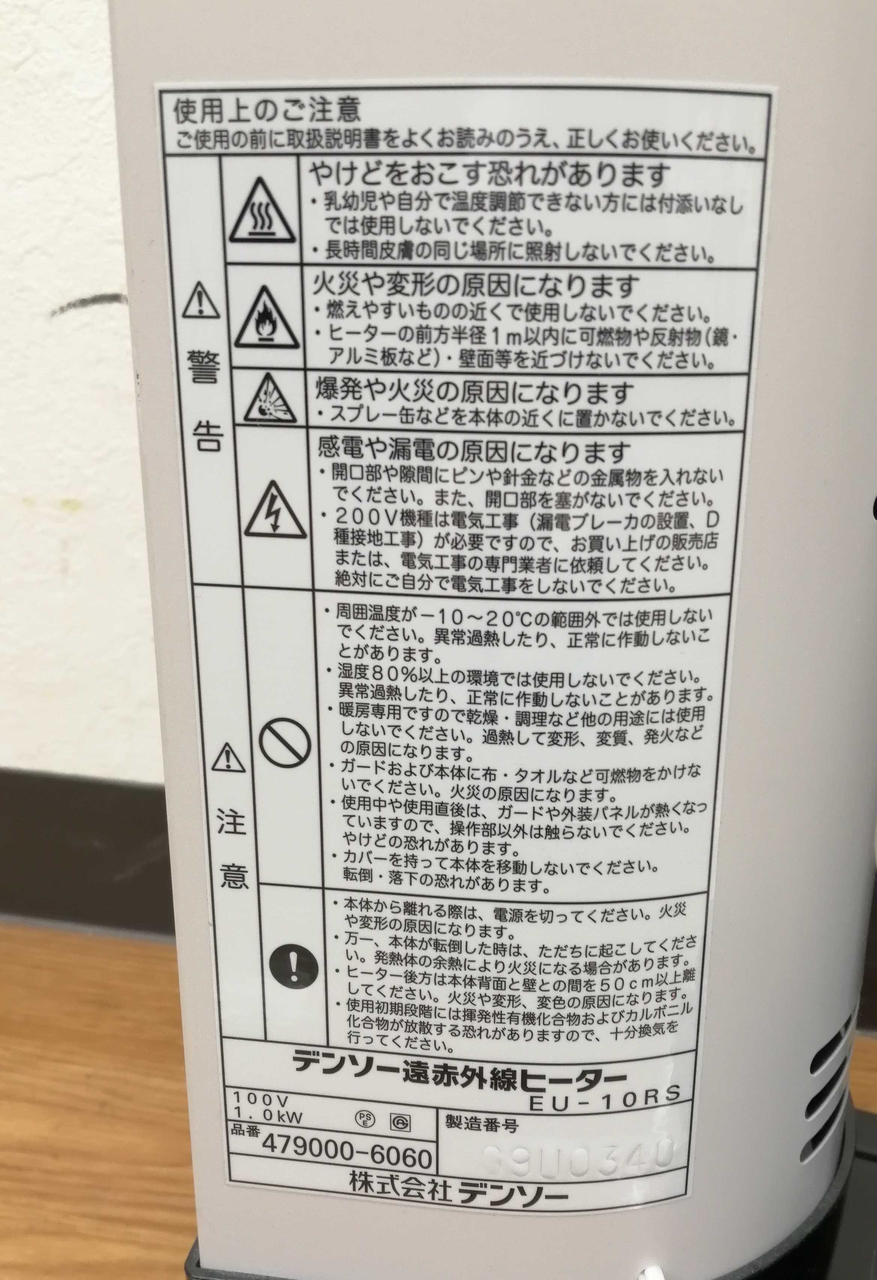 使用上のご注意
ご使用の前に取扱説明書をよくお読みのうえ、正しくお使いください。
警告
やけどをおこす恐れがあります
・乳幼児や自分で温度調節できない方には付添いなし
では使用しないでください。
・長時間皮膚の同じ場所に照射しないでください。
火災や変形の原因になります
・燃えやすいものの近くで使用しないでください。
・ヒーターの前方半径1m以内に可燃物や反射物(鏡・
アルミ板など)・壁面等を近づけないでください。
爆発や火災の原因になります
・スプレー缶などを本体の近くに置かないでください。
感電や漏電の原因になります
・開口部や隙間にピンや針金などの金属物を入れない
でください。また、開口部を塞がないでください。
・200V機種は電気工事(漏電ブレーカの設置、D
種接地工事)が必要ですので、お買い上げの販売店
または、電気工事の専門業者に依頼してください。
絶対にご自分で電気工事をしないでください。
注意
・周囲温度が－10～20℃の範囲外では使用しない
でください。異常過熱したり、正常に作動しないこ
とがあります。
・湿度80%以上の環境では使用しないでください。
異常過熱したり、正常に作動しないことがあります。
・暖房専用ですので乾燥・調理など他の用途には使用
しないでください。過熱して変形、変質、発火など
の原因になります。
・ガードおよび本体に布・タオルなど可燃物をかけな
いでください。火災の原因になります。
・使用中や使用直後は、ガードや外装パネルが熱くなっ
ていますので、操作部以外は触らないでください。
やけどの恐れがあります。
・カバーを持って本体を移動しないでください。
転倒・落下の恐れがあります。
・本体から離れる際は、電源を切ってください。火災
や変形の原因になります。
・万一、本体が転倒した時は、ただちに起こしてくださ
い。発熱体の余熱により火災になる場合があります。
・ヒーター後方は本体背面と壁との間を50cm以上離
してください。火災や変形、変色の原因になります。
・使用初期段階には揮発性有機化合物およびカルボニル
化合物が放散する恐れがありますので、十分換気を
行ってください。
デンソー遠赤外線ヒーター
EU-10RS
100V
1.0kW
PSE
製造番号
品番 479000-6060
9U0340
株式会社デンソー